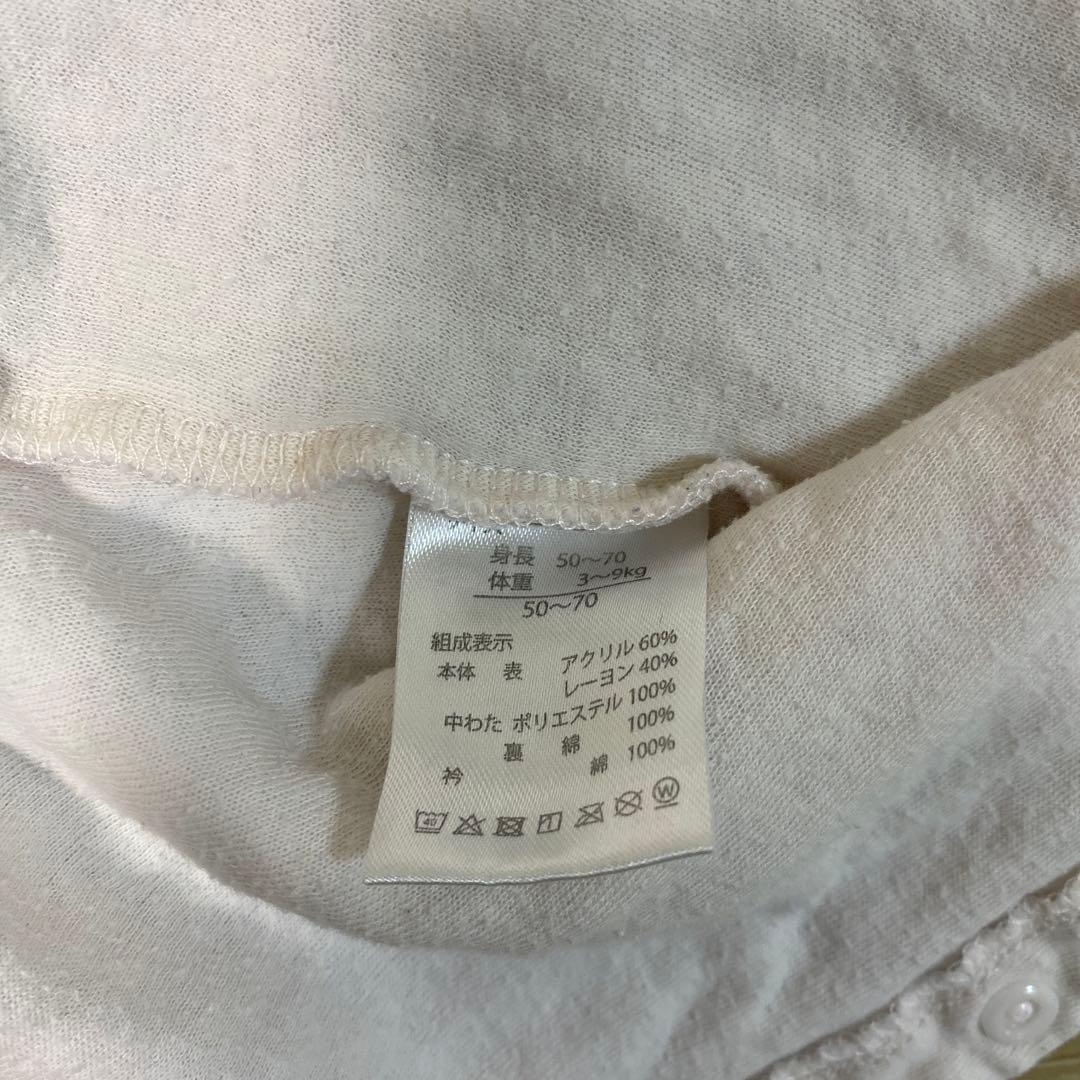 身長 50～70
体重 3～9kg
50～70
組成表示
本体 表 アクリル 60%
レーヨン 40%
中わた ポリエステル 100%
裏 綿 100%
衿 綿 100%
40
W